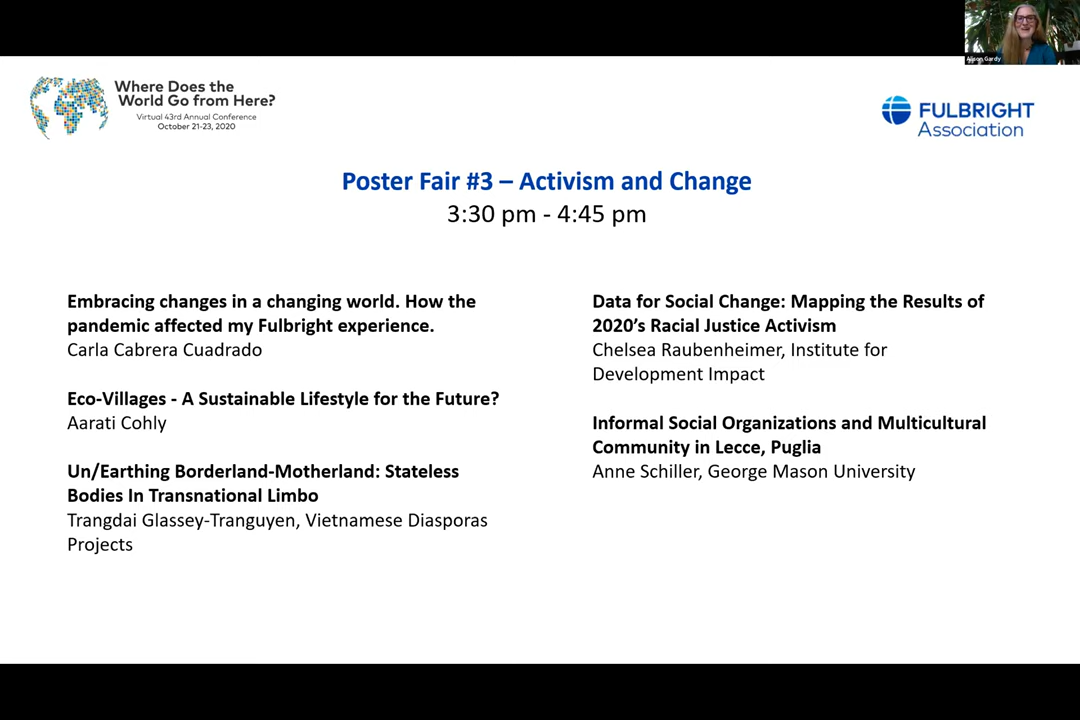 Alison Gardy
Where Does the
World Go from Here?
Virtual 43rd Annual Conference
October 21-23, 2020
FULBRIGHT
Association
Poster Fair #3 – Activism and Change
3:30 pm - 4:45 pm
Embracing changes in a changing world. How the
pandemic affected my Fulbright experience.
Carla Cabrera Cuadrado
Eco-Villages - A Sustainable Lifestyle for the Future?
Aarati Cohly
Un/Earthing Borderland-Motherland: Stateless
Bodies In Transnational Limbo
Trangdai Glassey-Tranguyen, Vietnamese Diasporas
Projects
Data for Social Change: Mapping the Results of
2020’s Racial Justice Activism
Chelsea Raubenheimer, Institute for
Development Impact
Informal Social Organizations and Multicultural
Community in Lecce, Puglia
Anne Schiller, George Mason University